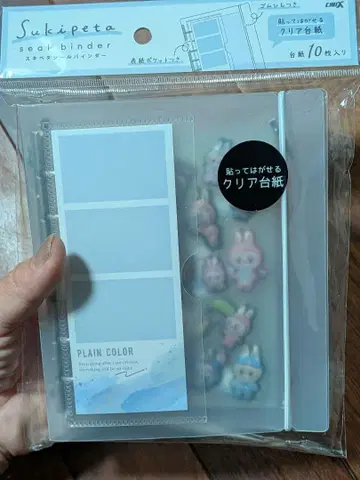 Sukipeta
seal binder
スキペタシールバインダー
ゴムバンドつき
表紙ポケットつき
貼ってはがせる
クリア台紙
台紙10枚入り
貼ってはがせる
クリア台紙
PLAIN COLOR